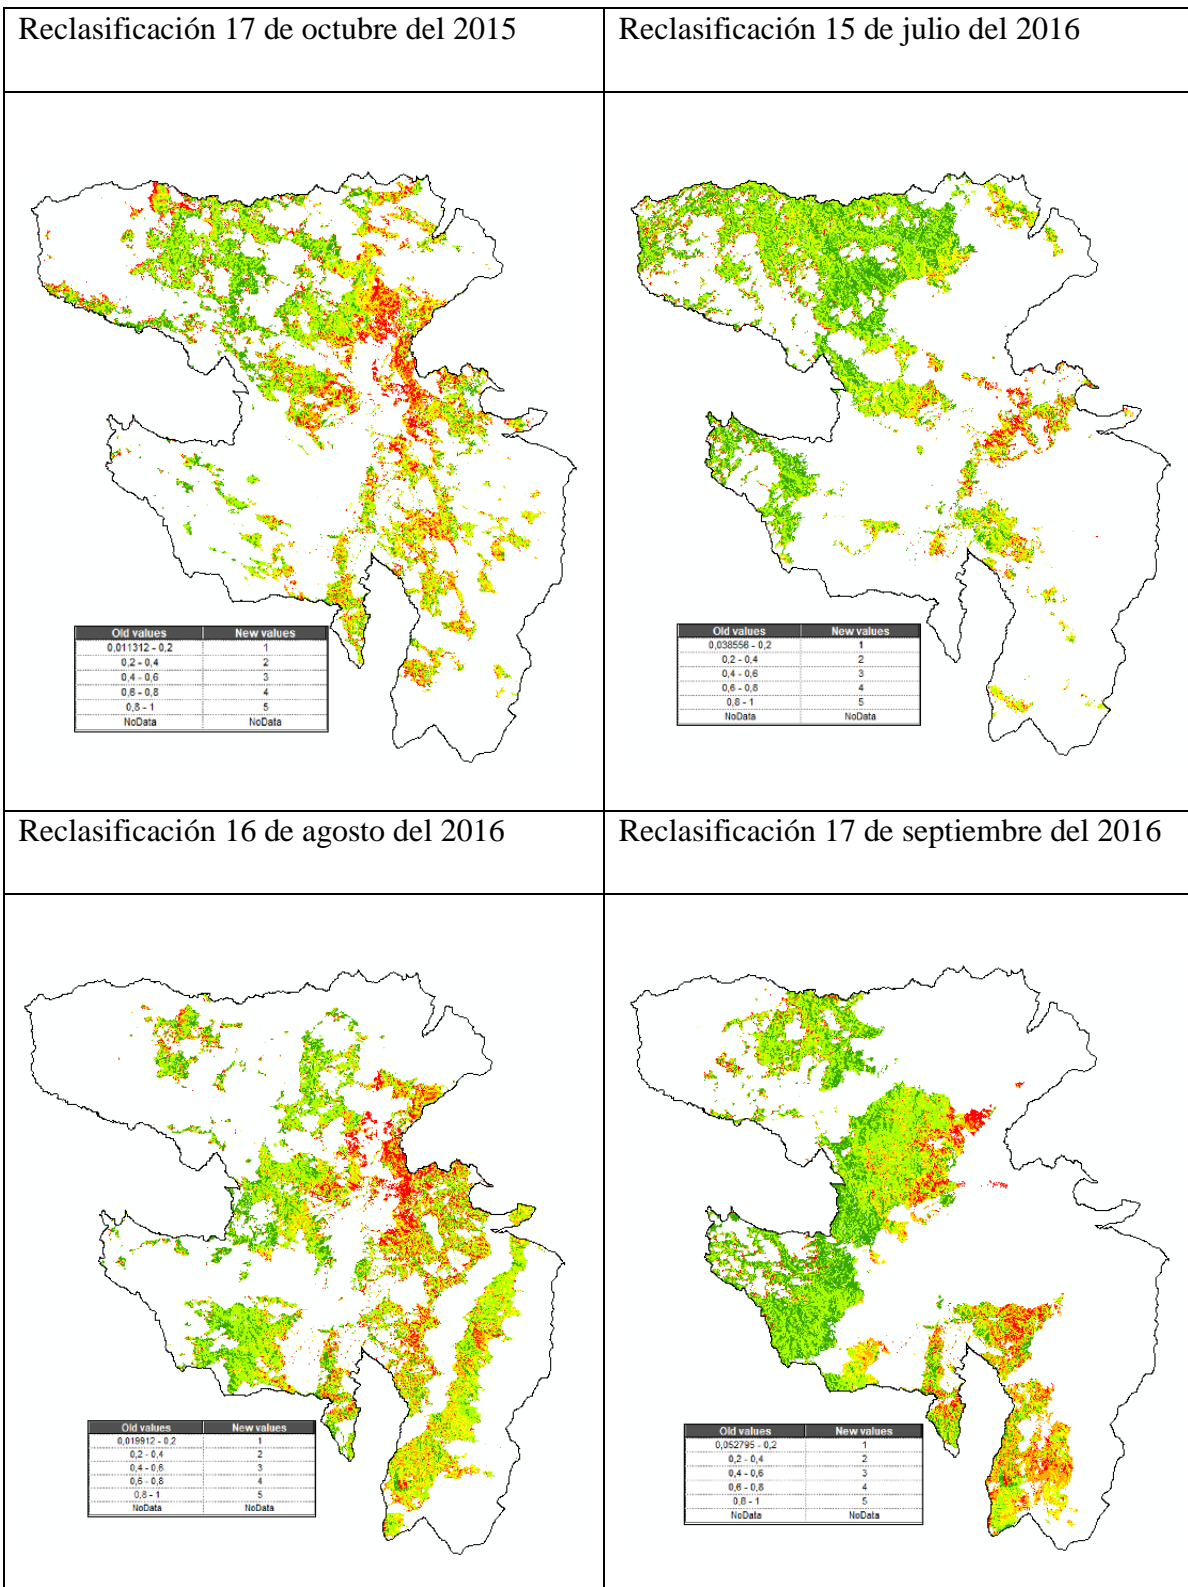 Reclasificación 17 de octubre del 2015
Reclasificación 15 de julio del 2016
Old values New values
0,011312 - 0,2 1
0,2 - 0,4 2
0,4 - 0,6 3
0,6 - 0,8 4
0,8 - 1 5
NoData NoData
Old values New values
0,038556 - 0,2 1
0,2 - 0,4 2
0,4 - 0,6 3
0,6 - 0,8 4
0,8 - 1 5
NoData NoData
Reclasificación 16 de agosto del 2016
Reclasificación 17 de septiembre del 2016
Old values New values
0,019912 - 0,2 1
0,2 - 0,4 2
0,4 - 0,6 3
0,6 - 0,8 4
0,8 - 1 5
NoData NoData
Old values New values
0,052795 - 0,2 1
0,2 - 0,4 2
0,4 - 0,6 3
0,6 - 0,8 4
0,8 - 1 5
NoData NoData